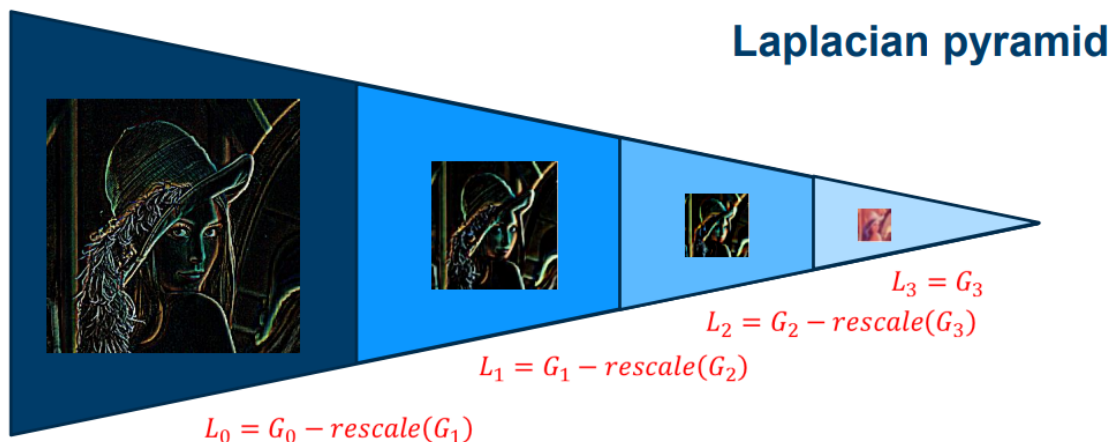 Laplacian pyramid
L₃ = G₃
L₂ = G₂ − rescale(G₃)
L₁ = G₁ − rescale(G₂)
L₀ = G₀ − rescale(G₁)